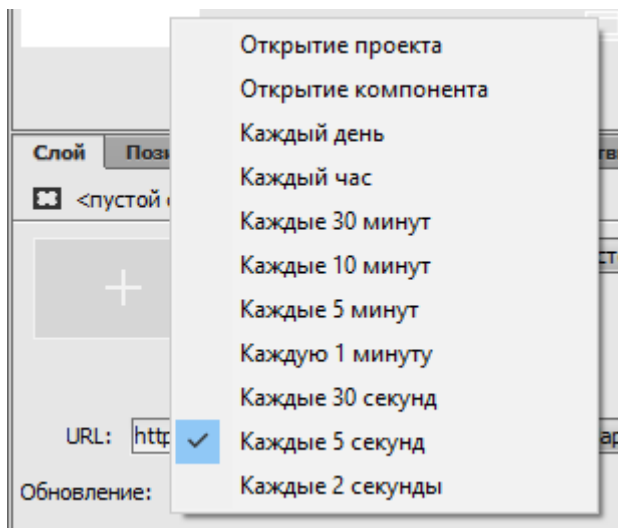 Открытие проекта
Открытие компонента
Каждый день
Каждый час
Каждые 30 минут
Каждые 10 минут
Каждые 5 минут
Каждую 1 минуту
Каждые 30 секунд
Каждые 5 секунд
Каждые 2 секунды
Слой
<пустой
URL: http
Обновление: